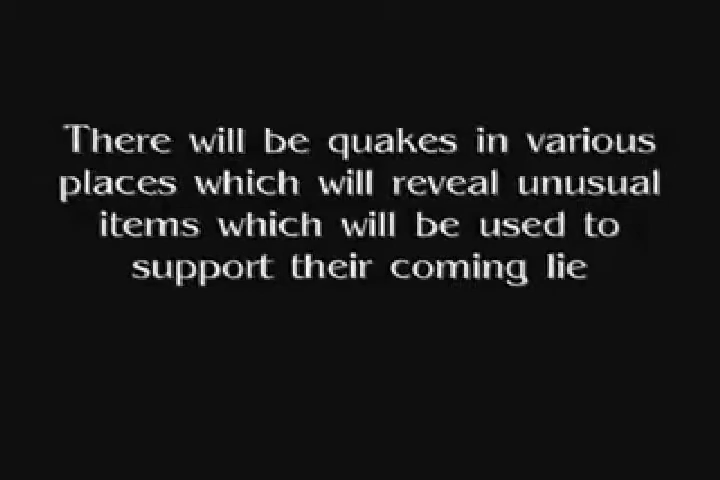 There will be quakes in various
places which will reveal unusual
items which will be used to
support their coming lie